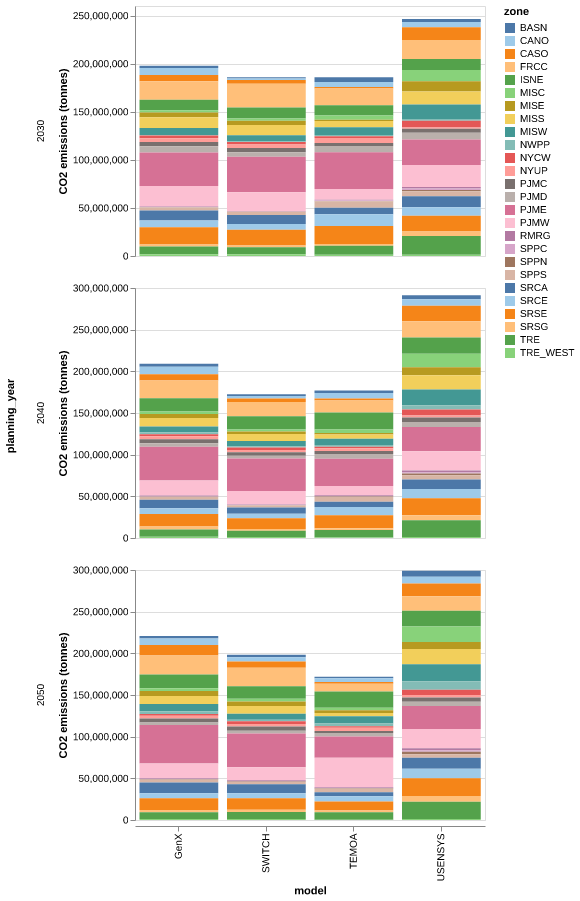 zone
BASN
CANO
CASO
FRCC
ISNE
MISC
MISE
MISS
MISW
NWPP
NYCW
NYUP
PJMC
PJMD
PJME
PJMW
RMRG
SPPC
SPPN
SPPS
SRCA
SRCE
SRSE
SRSG
TRE
TRE_WEST
planning_year
2030
CO2 emissions (tonnes)
250,000,000
200,000,000
150,000,000
100,000,000
50,000,000
0
2040
CO2 emissions (tonnes)
300,000,000
250,000,000
200,000,000
150,000,000
100,000,000
50,000,000
0
2050
CO2 emissions (tonnes)
300,000,000
250,000,000
200,000,000
150,000,000
100,000,000
50,000,000
0
GenX
SWITCH
TEMOA
USENSYS
model